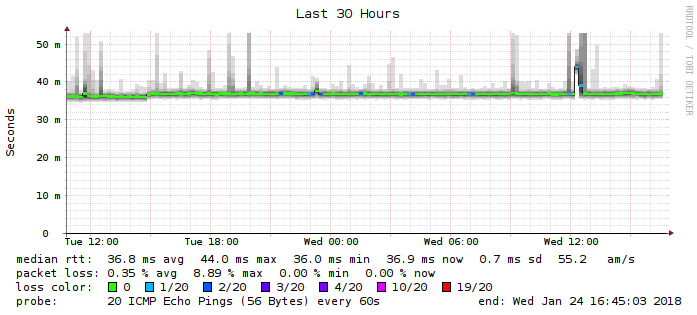 Last 30 Hours
RRDTOOL / TOBI OETIKER
Seconds
50 m
40 m
30 m
20 m
10 m
0
Tue 12:00 Tue 18:00 Wed 00:00 Wed 06:00 Wed 12:00
median rtt: 36.8 ms avg 44.0 ms max 36.0 ms min 36.9 ms now 0.7 ms sd 55.2 am/s
packet loss: 0.35 % avg 8.89 % max 0.00 % min 0.00 % now
loss color: 0 1/20 2/20 3/20 4/20 10/20 19/20
probe: 20 ICMP Echo Pings (56 Bytes) every 60s end: Wed Jan 24 16:45:03 2018